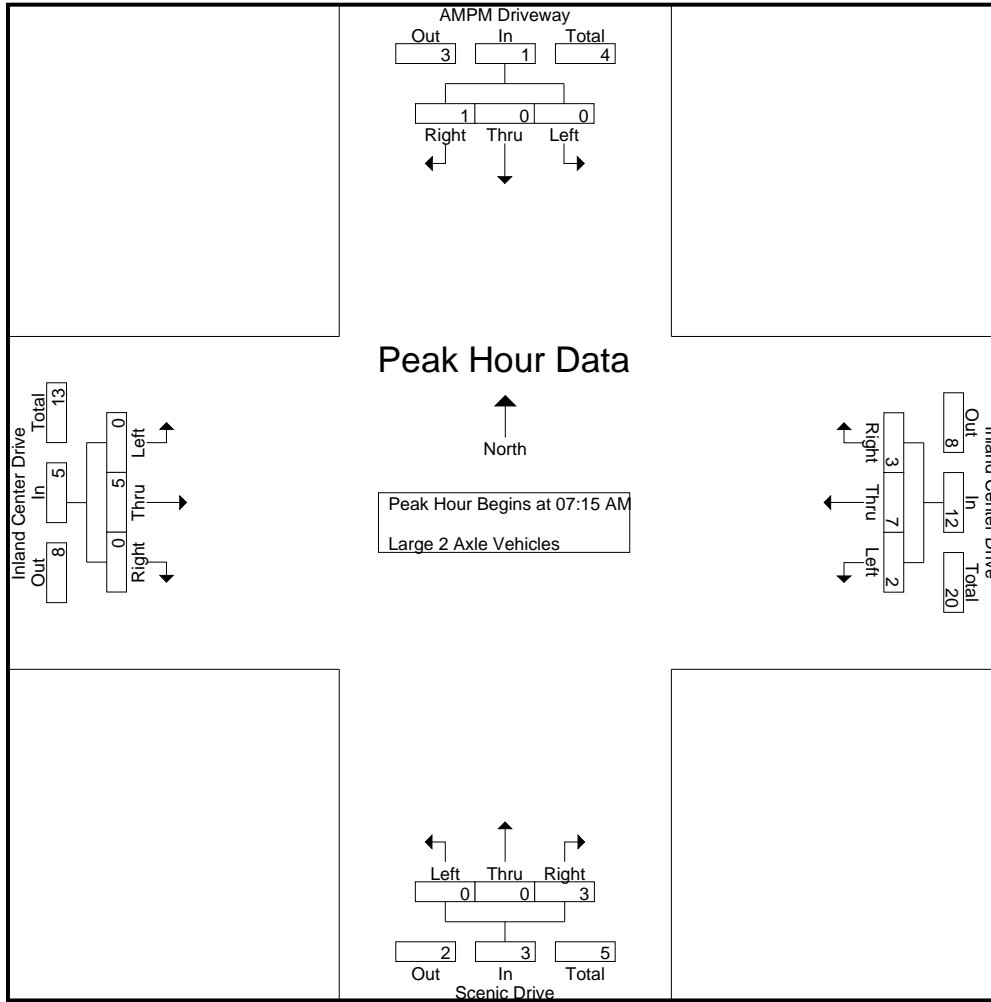 AMPM Driveway
Out In Total
3 1 4
1 0 0
Right Thru Left
Peak Hour Data
North
Peak Hour Begins at 07:15 AM
Large 2 Axle Vehicles
Inland Center Drive
Total In Out
13 5 8
0 5 0
Left Thru Right
Right Thru Left
3 7 2
Out In Total
8 12 20
Inland Center Drive
Left Thru Right
0 0 3
2 3 5
Out In Total
Scenic Drive